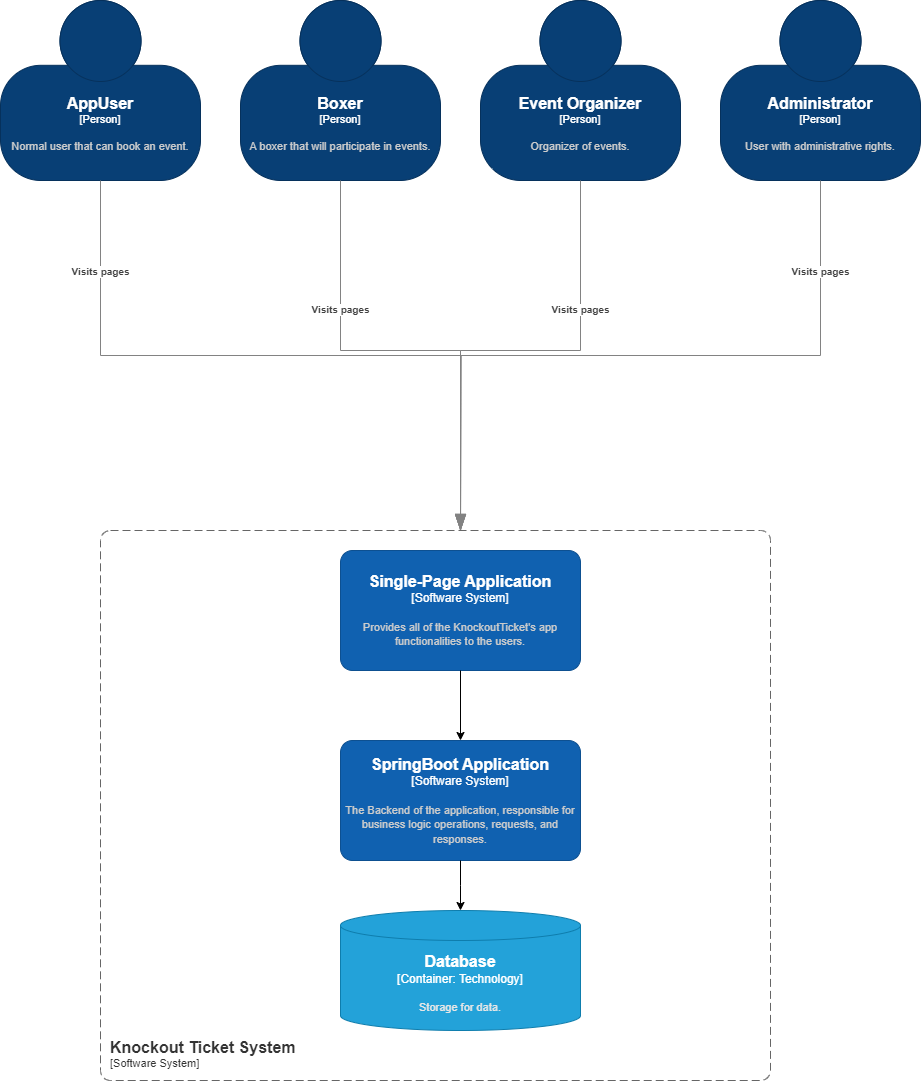 AppUser
[Person]
Normal user that can book an event.
Boxer
[Person]
A boxer that will participate in events.
Event Organizer
[Person]
Organizer of events.
Administrator
[Person]
User with administrative rights.
Visits pages
Visits pages
Visits pages
Visits pages
Single-Page Application
[Software System]
Provides all of the KnockoutTicket's app
functionalities to the users.
SpringBoot Application
[Software System]
The Backend of the application, responsible for
business logic operations, requests, and
responses.
Database
[Container: Technology]
Storage for data.
Knockout Ticket System
[Software System]